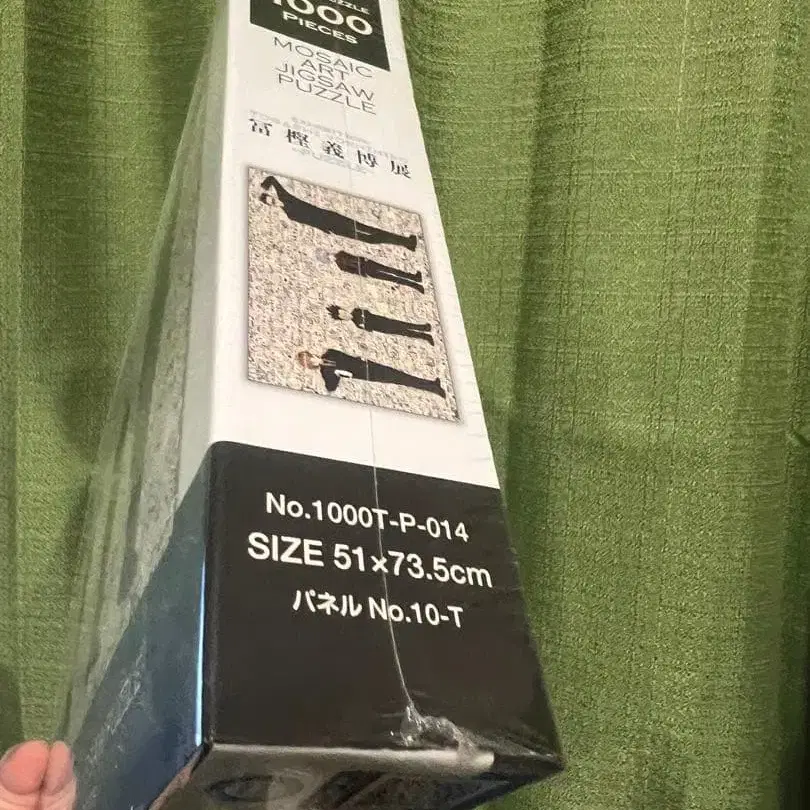 1000
PIECES
MOSAIC
ART
JIGSAW
PUZZLE
冨樫義博展
No.1000T-P-014
SIZE 51×73.5cm
パネル No.10-T